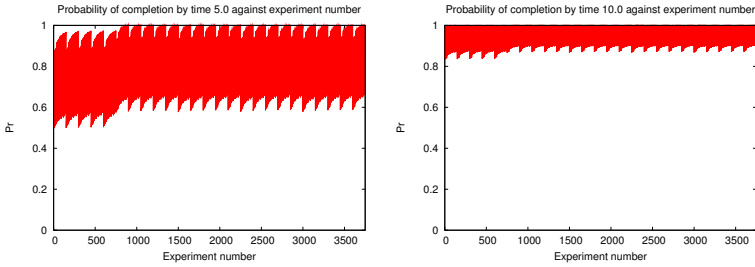 Probability of completion by time 5.0 against experiment number
1
0.8
0.6
0.4
0.2
0
Pr
0 500 1000 1500 2000 2500 3000 3500
Experiment number
Probability of completion by time 10.0 against experiment number
1
0.8
0.6
0.4
0.2
0
Pr
0 500 1000 1500 2000 2500 3000 3500
Experiment number